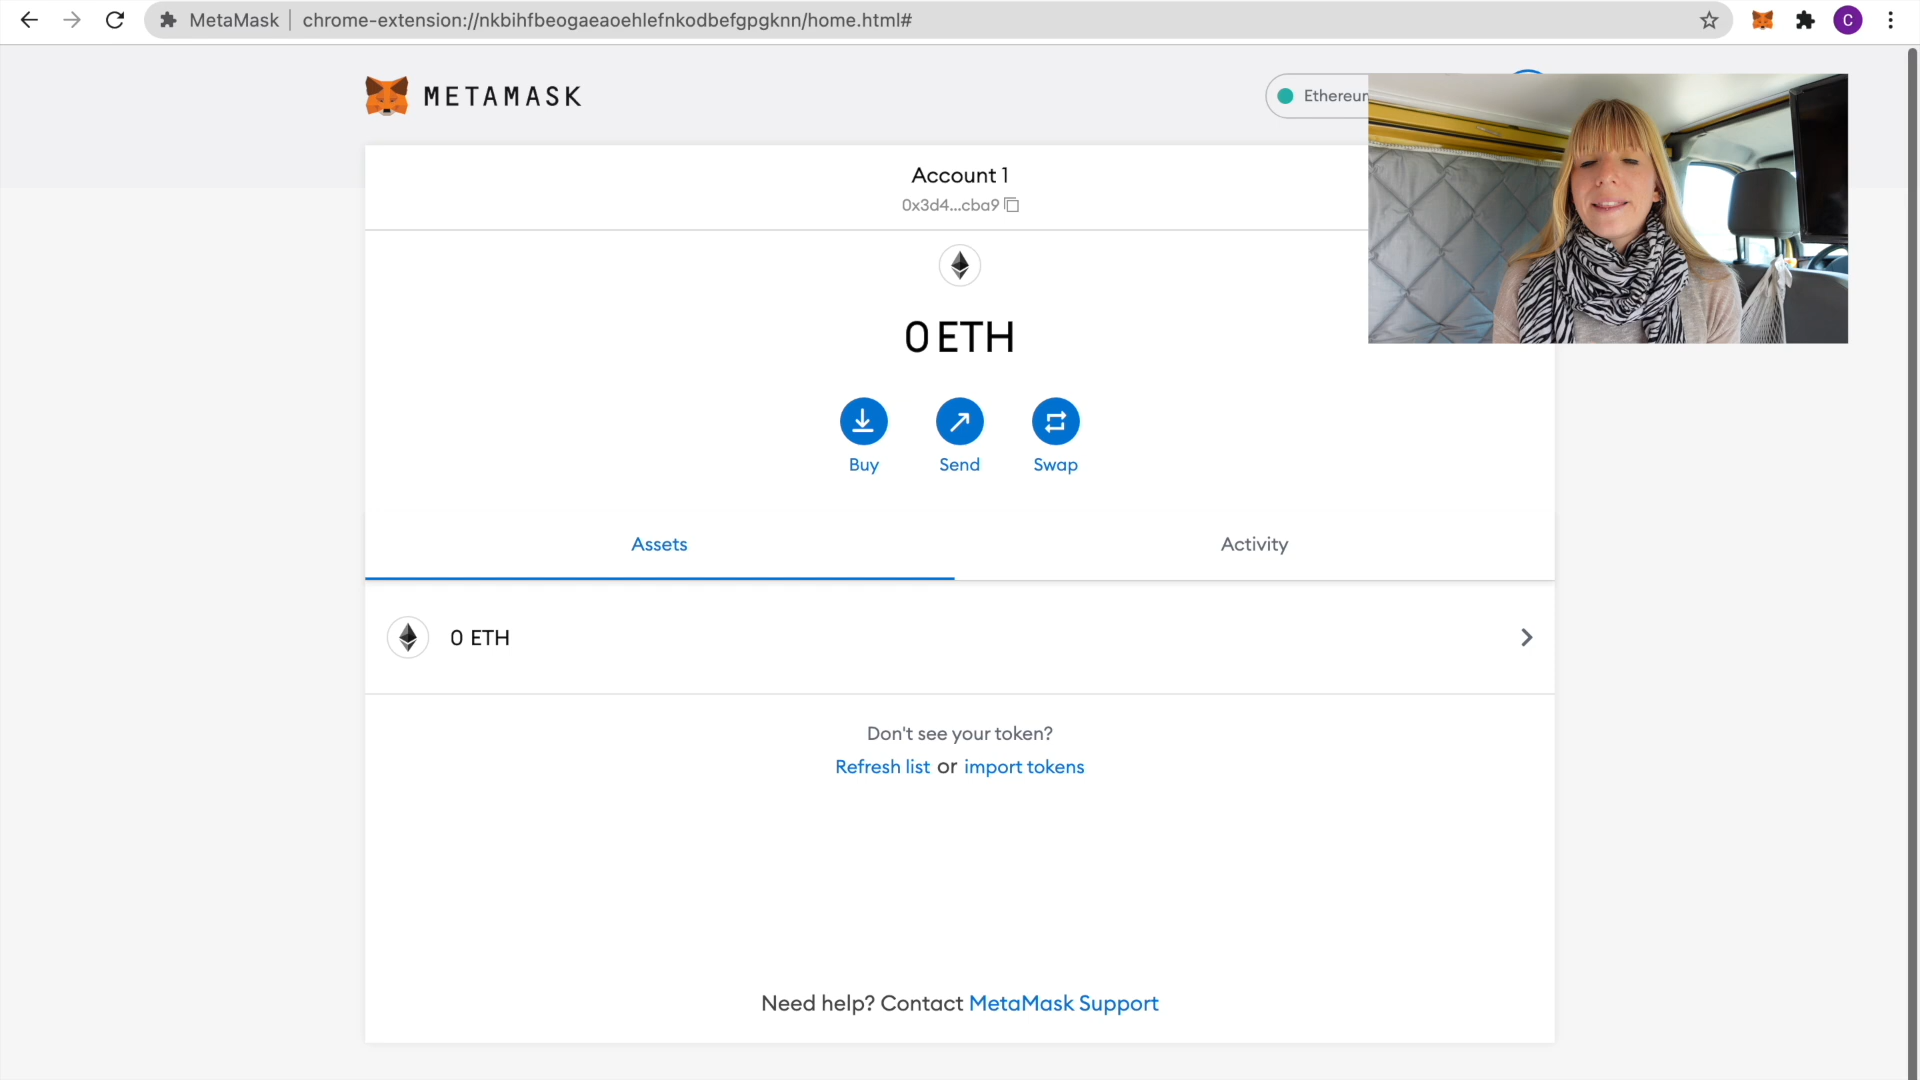 MetaMask
chrome-extension://nkbihfbeogaeaoehlefnkodbefgpgknn/home.html#
C
METAMASK
Ethereum
Account 1
0x3d4...cba9
0 ETH
Buy
Send
Swap
Assets
Activity
0 ETH
Don't see your token?
Refresh list or import tokens
Need help? Contact MetaMask Support